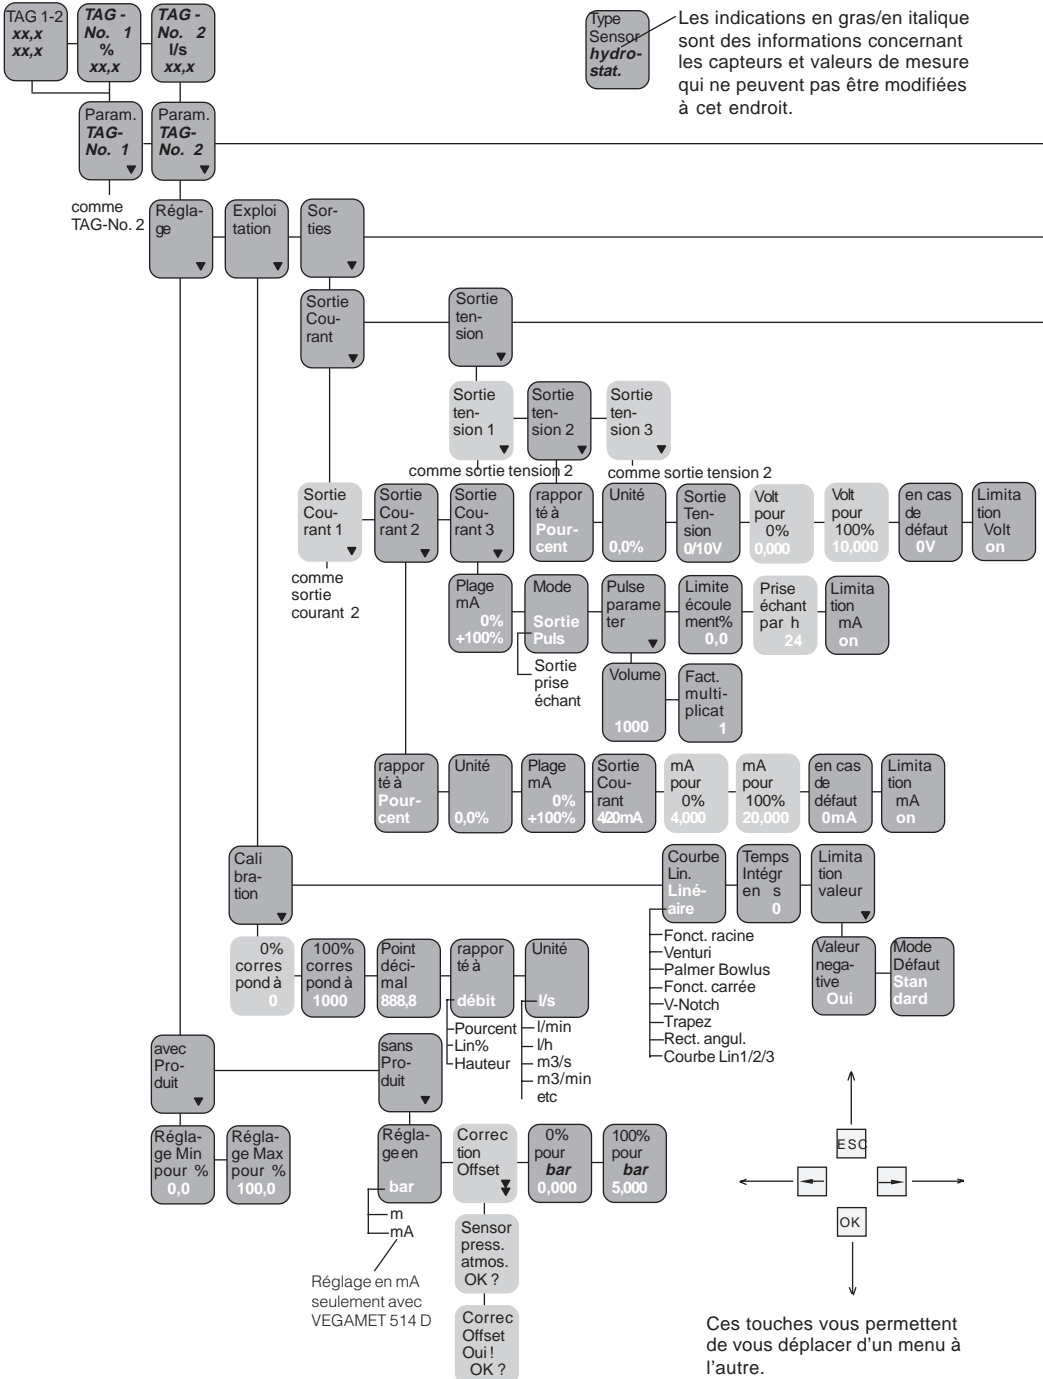 TAG 1-2
xx,x
xx,x
TAG -
No. 1
%
xx,x
TAG -
No. 2
l/s
xx,x
Type
Sensor
hydro-
stat.
Les indications en gras/en italique
sont des informations concernant
les capteurs et valeurs de mesure
qui ne peuvent pas être modifiées
à cet endroit.
Param.
TAG-
No. 1
Param.
TAG-
No. 2
comme
TAG-No. 2
Régla-
ge
Exploi
tation
Sor-
ties
Sortie
Cou-
rant
Sortie
ten-
sion
Sortie
ten-
sion 1
Sortie
ten-
sion 2
Sortie
ten-
sion 3
comme sortie tension 2
comme sortie tension 2
Sortie
Cou-
rant 1
Sortie
Cou-
rant 2
Sortie
Cou-
rant 3
rappor
té à
Pour-
cent
Unité
0,0%
Sortie
Ten-
sion
0/10V
Volt
pour
0%
0,000
Volt
pour
100%
10,000
en cas
de
défaut
0V
Limita
tion
Volt
on
comme
sortie
courant 2
Plage
mA
0%
+100%
Mode
Sortie
Puls
Sortie
prise
échant
Pulse
parame
ter
Limite
écoule
ment%
0,0
Prise
échant
par h
24
Limita
tion
mA
on
Volume
1000
Fact.
multi-
plicat
1
rappor
té à
Pour-
cent
Unité
0,0%
Plage
mA
0%
+100%
Sortie
Cou-
rant
4/20mA
mA
pour
0%
4,000
mA
pour
100%
20,000
en cas
de
défaut
0mA
Limita
tion
mA
on
Cali
bra-
tion
Courbe
Lin.
Liné-
aire
Temps
Intégr
en s
0
Limita
tion
valeur
Fonct. racine
Venturi
Palmer Bowlus
Fonct. carrée
V-Notch
Trapez
Rect. angul.
Courbe Lin1/2/3
Valeur
nega-
tive
Oui
Mode
Défaut
Stan
dard
0%
corres
pond à
0
100%
corres
pond à
1000
Point
déci-
mal
888,8
rappor
té à
débit
Unité
l/s
Pourcent
Lin%
Hauteur
l/min
l/h
m3/s
m3/min
etc
avec
Pro-
duit
sans
Pro-
duit
Régla-
ge Min
pour %
0,0
Régla-
ge Max
pour %
100,0
Régla-
ge en
bar
m
mA
Correc
tion
Offset
0%
pour
bar
0,000
100%
pour
bar
5,000
Sensor
press.
atmos.
OK ?
Réglage en mA
seulement avec
VEGAMET 514 D
Correc
Offset
Oui !
OK ?
ESC
OK
Ces touches vous permettent
de vous déplacer d'un menu à
l'autre.